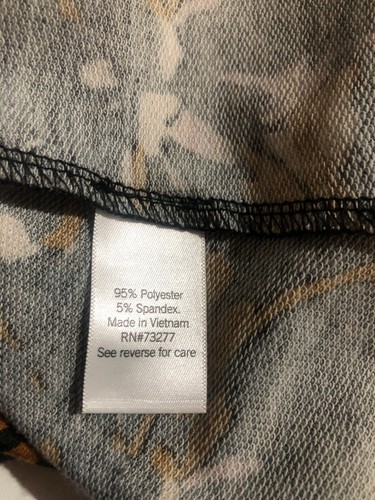 95% Polyester
5% Spandex.
Made in Vietnam
RN#73277
See reverse for care